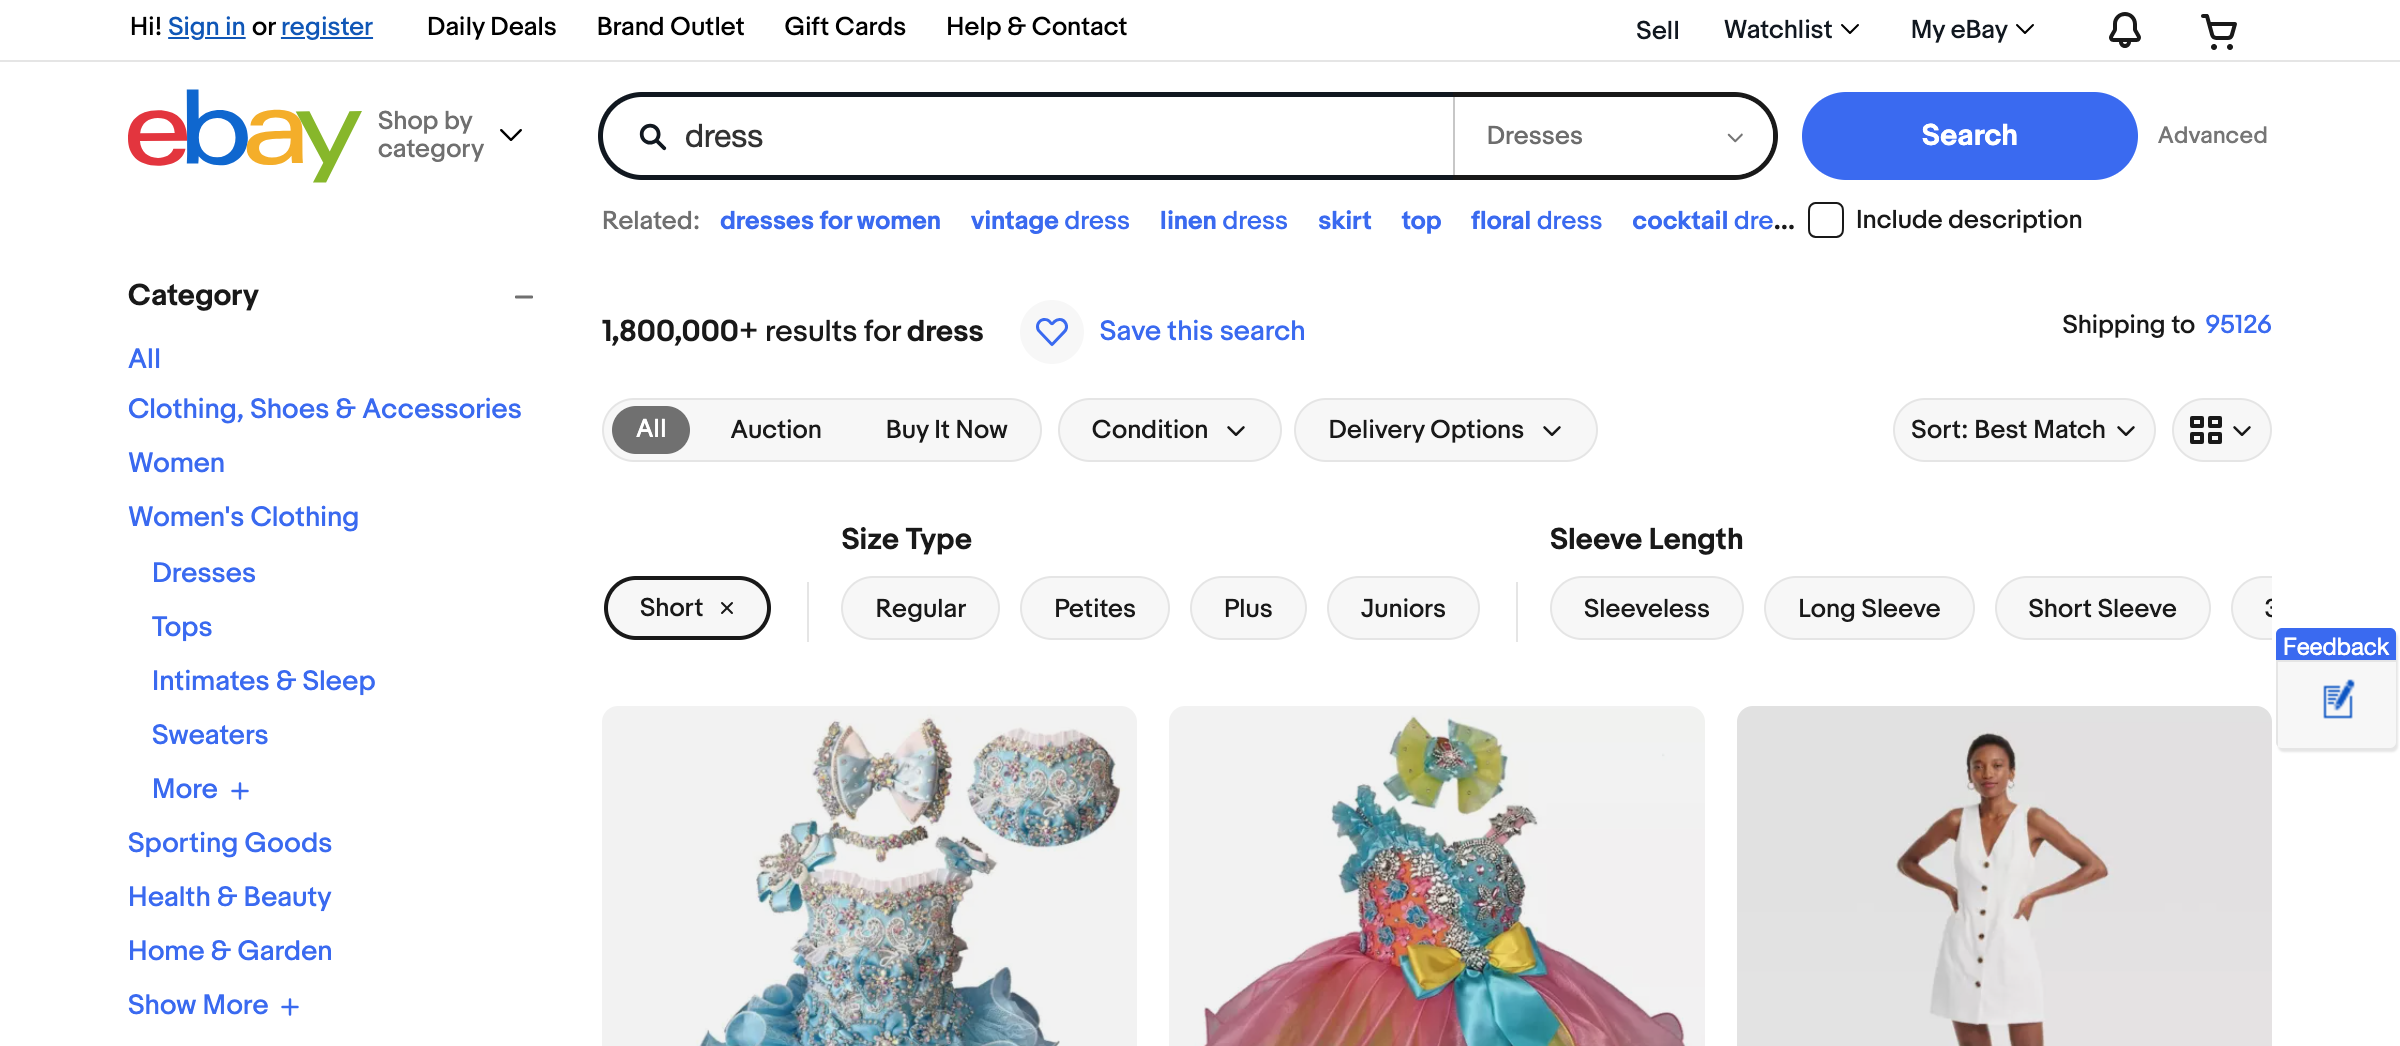 Hi! Sign in or register
Daily Deals
Brand Outlet
Gift Cards
Help & Contact
Sell
Watchlist
My eBay
ebay
Shop by
category
dress
Dresses
Search
Advanced
Related:
dresses for women
vintage dress
linen dress
skirt
top
floral dress
cocktail dre...
Include description
Category
All
Clothing, Shoes & Accessories
Women
Women's Clothing
Dresses
Tops
Intimates & Sleep
Sweaters
More +
Sporting Goods
Health & Beauty
Home & Garden
Show More +
1,800,000+ results for dress
Save this search
Shipping to 95126
All
Auction
Buy It Now
Condition
Delivery Options
Sort: Best Match
Short ×
Size Type
Regular
Petites
Plus
Juniors
Sleeve Length
Sleeveless
Long Sleeve
Short Sleeve
Feedback